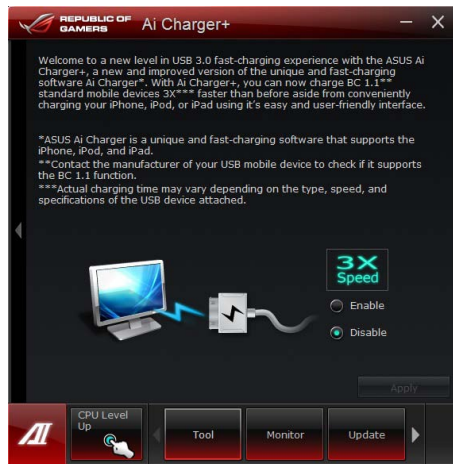 REPUBLIC OF
GAMERS
Ai Charger+
Welcome to a new level in USB 3.0 fast-charging experience with the ASUS Ai
Charger+, a new and improved version of the unique and fast-charging
software Ai Charger*. With Ai Charger+, you can now charge BC 1.1**
standard mobile devices 3X*** faster than before aside from conveniently
charging your iPhone, iPod, or iPad using it's easy and user-friendly interface.
*ASUS Ai Charger is a unique and fast-charging software that supports the
iPhone, iPod, and iPad.
**Contact the manufacturer of your USB mobile device to check if it supports
the BC 1.1 function.
***Actual charging time may vary depending on the type, speed, and
specifications of the USB device attached.
3X
Speed
Enable
Disable
Apply
AI
CPU Level
Up
Tool
Monitor
Update